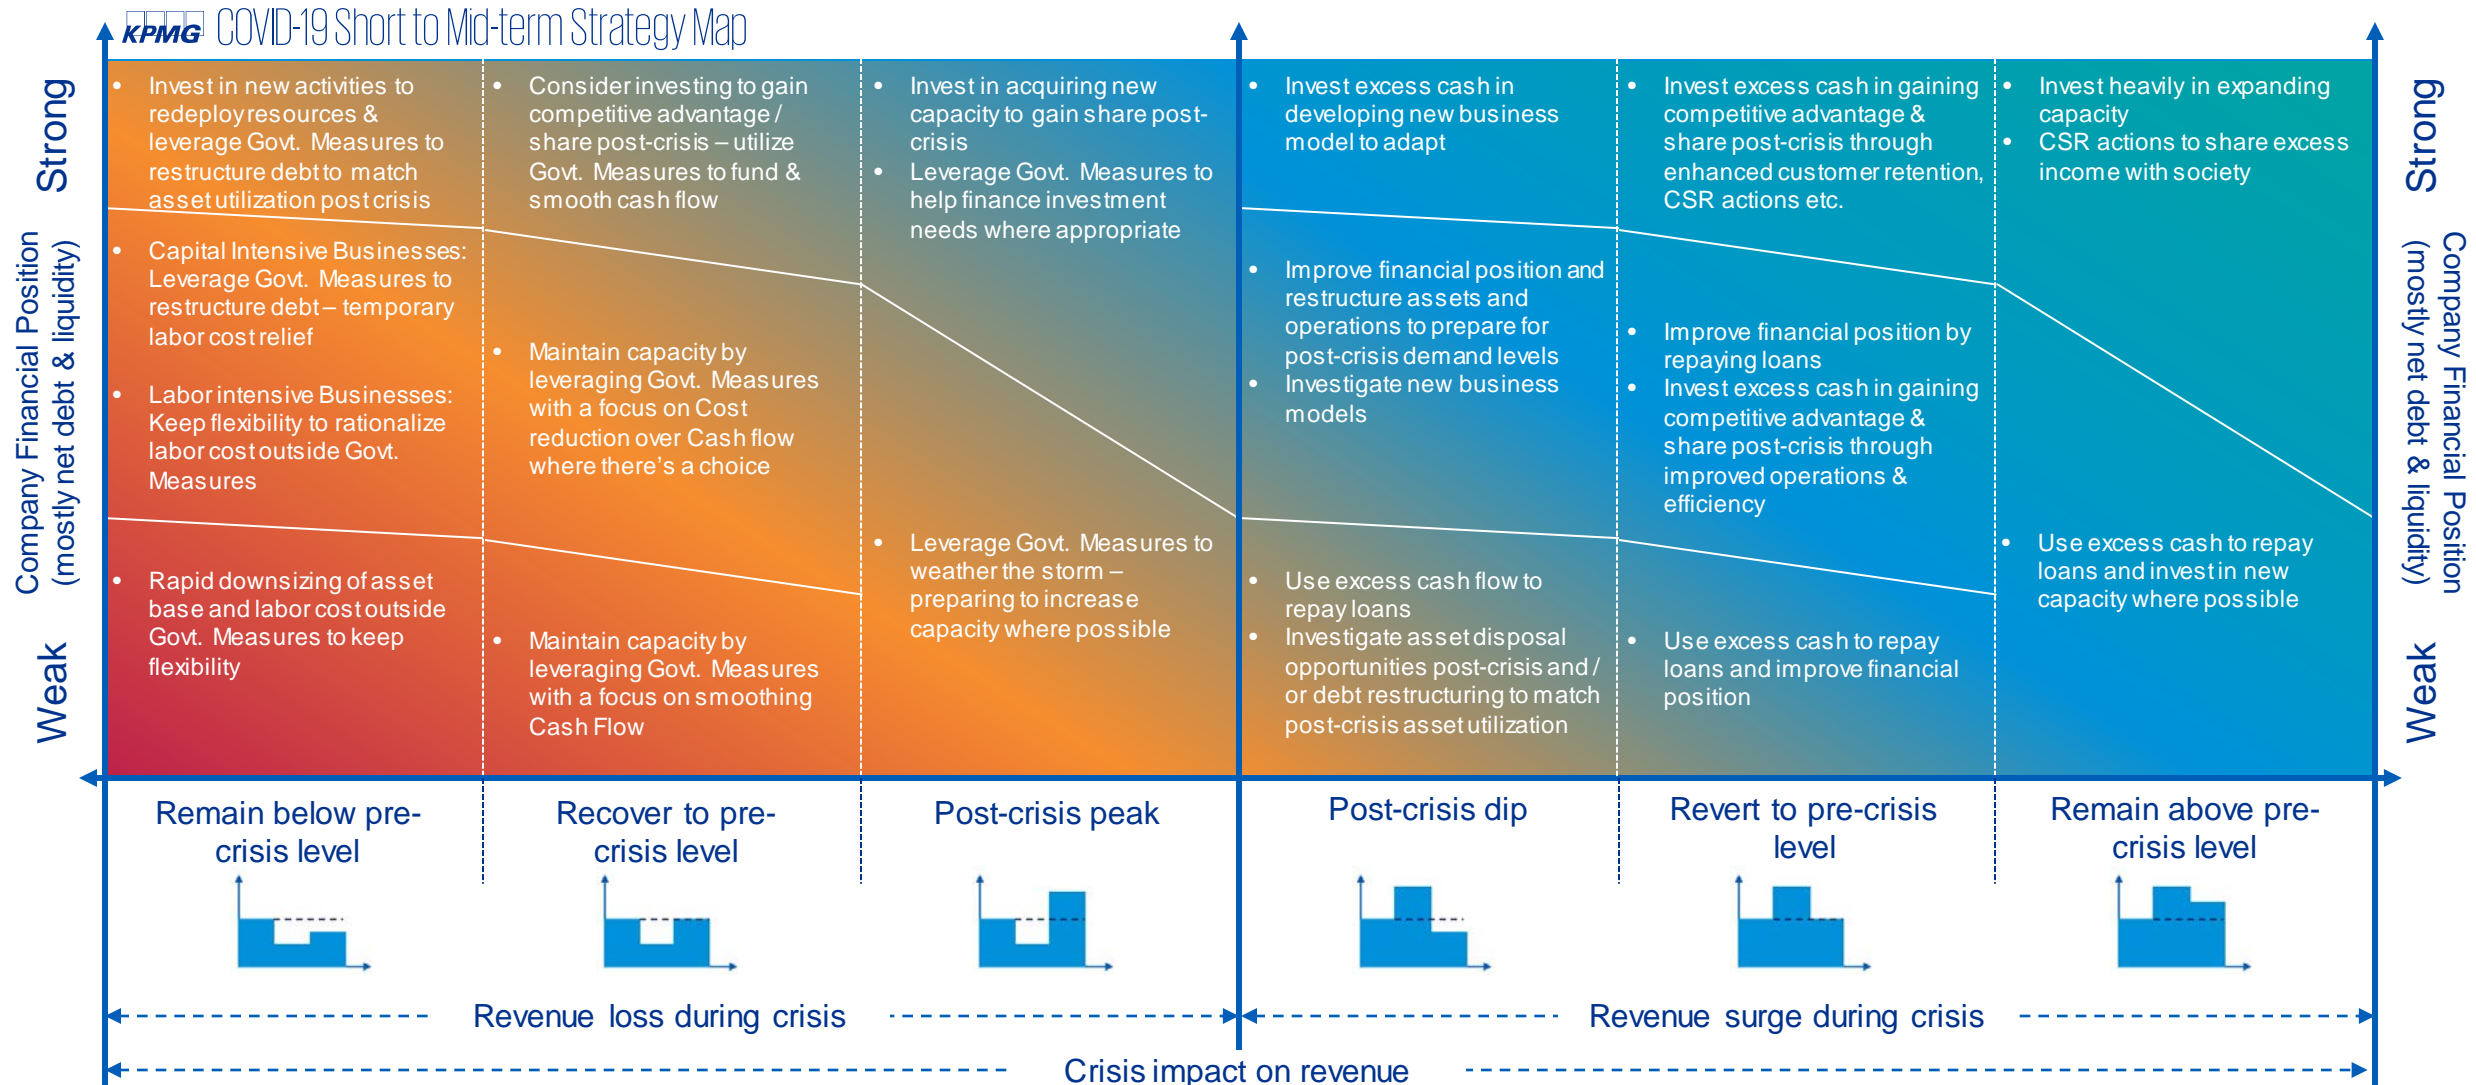 KPMG COVID-19 Short to Mid-term Strategy Map
Strong
Company Financial Position
(mostly net debt & liquidity)
Weak
• Invest in new activities to
redeploy resources &
leverage Govt. Measures to
restructure debt to match
asset utilization post crisis
• Capital Intensive Businesses:
Leverage Govt. Measures to
restructure debt – temporary
labor cost relief
• Labor intensive Businesses:
Keep flexibility to rationalize
labor cost outside Govt.
Measures
• Rapid downsizing of asset
base and labor cost outside
Govt. Measures to keep
flexibility
• Consider investing to gain
competitive advantage /
share post-crisis – utilize
Govt. Measures to fund &
smooth cash flow
• Maintain capacity by
leveraging Govt. Measures
with a focus on Cost
reduction over Cash flow
where there's a choice
• Maintain capacity by
leveraging Govt. Measures
with a focus on smoothing
Cash Flow
• Invest in acquiring new
capacity to gain share post-
crisis
• Leverage Govt. Measures to
help finance investment
needs where appropriate
• Leverage Govt. Measures to
weather the storm –
preparing to increase
capacity where possible
• Invest excess cash in
developing new business
model to adapt
• Improve financial position and
restructure assets and
operations to prepare for
post-crisis demand levels
• Investigate new business
models
• Use excess cash flow to
repay loans
• Investigate asset disposal
opportunities post-crisis and /
or debt restructuring to match
post-crisis asset utilization
• Invest excess cash in gaining
competitive advantage &
share post-crisis through
enhanced customer retention,
CSR actions etc.
• Improve financial position by
repaying loans
• Invest excess cash in gaining
competitive advantage &
share post-crisis through
improved operations &
efficiency
• Use excess cash to repay
loans and improve financial
position
• Invest heavily in expanding
capacity
• CSR actions to share excess
income with society
• Use excess cash to repay
loans and invest in new
capacity where possible
Strong
Company Financial Position
(mostly net debt & liquidity)
Weak
Remain below pre-
crisis level
Recover to pre-
crisis level
Post-crisis peak
Post-crisis dip
Revert to pre-crisis
level
Remain above pre-
crisis level
Revenue loss during crisis
Revenue surge during crisis
Crisis impact on revenue